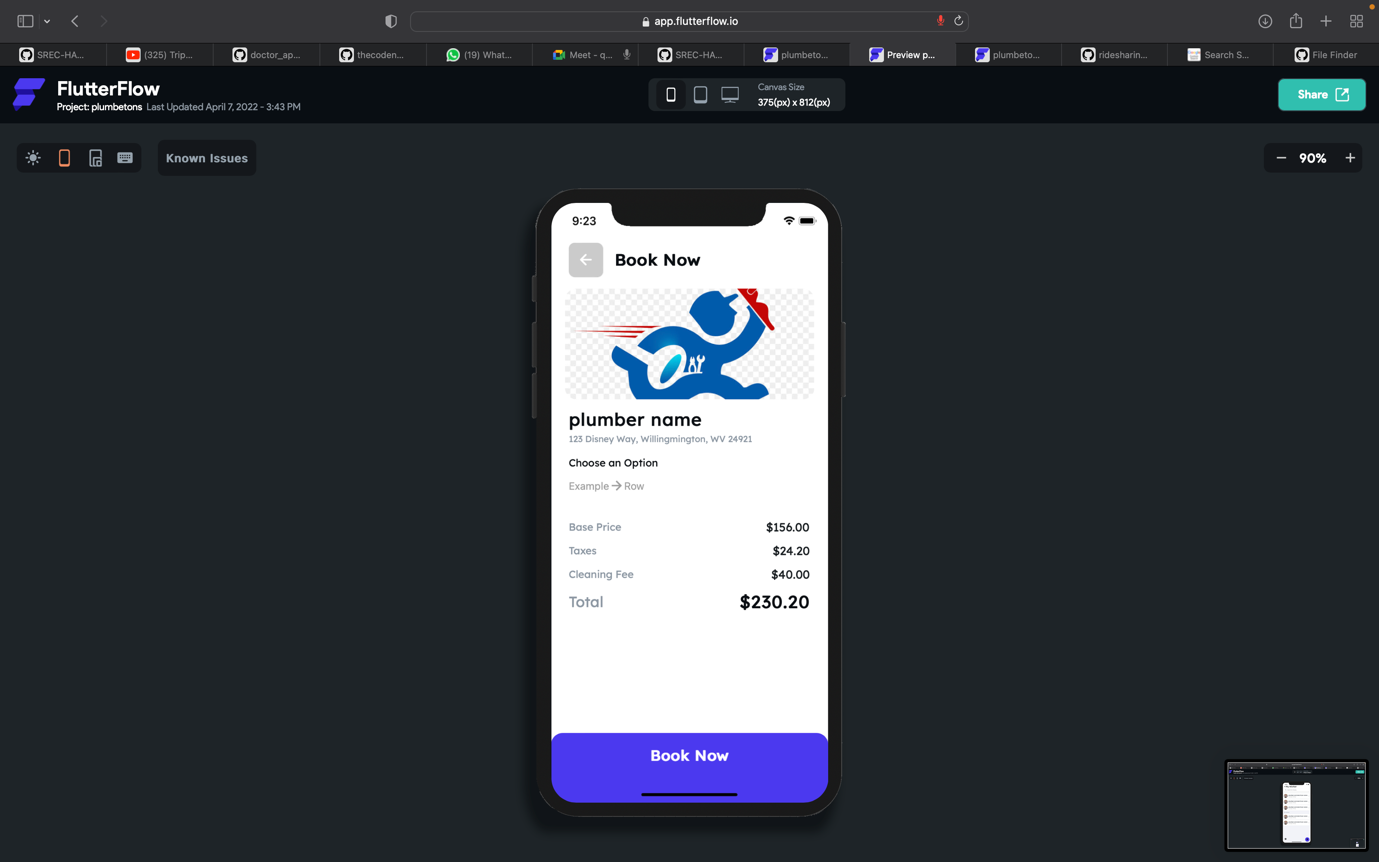 app.flutterflow.io
SREC-HA...
(325) Trip...
doctor_ap...
thecoden...
(19) What...
Meet - q...
SREC-HA...
plumbeto...
Preview p...
plumbeto...
ridesharin...
Search S...
File Finder
FlutterFlow
Project: plumbetons Last Updated April 7, 2022 - 3:43 PM
Canvas Size
375(px) x 812(px)
Share
Known Issues
90%
9:23
Book Now
plumber name
123 Disney Way, Willingmington, WV 24921
Choose an Option
Example → Row
Base Price $156.00
Taxes $24.20
Cleaning Fee $40.00
Total $230.20
Book Now